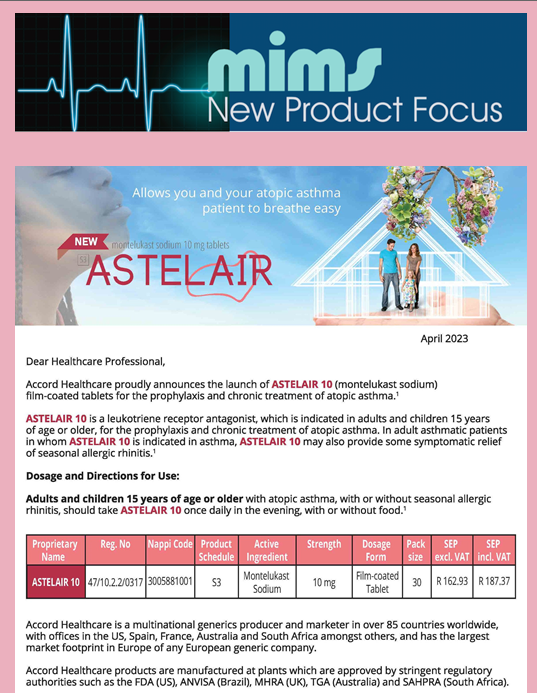 mims
New Product Focus
Allows you and your atopic asthma
patient to breathe easy
NEW
montelukast sodium 10 mg tablets
S3
ASTELAIR
April 2023
Dear Healthcare Professional,
Accord Healthcare proudly announces the launch of ASTELAIR 10 (montelukast sodium)
film-coated tablets for the prophylaxis and chronic treatment of atopic asthma.¹
ASTELAIR 10 is a leukotriene receptor antagonist, which is indicated in adults and children 15 years
of age or older, for the prophylaxis and chronic treatment of atopic asthma. In adult asthmatic patients
in whom ASTELAIR 10 is indicated in asthma, ASTELAIR 10 may also provide some symptomatic relief
of seasonal allergic rhinitis.¹
Dosage and Directions for Use:
Adults and children 15 years of age or older with atopic asthma, with or without seasonal allergic
rhinitis, should take ASTELAIR 10 once daily in the evening, with or without food.¹
Proprietary Name Reg. No Nappi Code Product Schedule Active Ingredient Strength Dosage Form Pack size SEP excl. VAT SEP incl. VAT
ASTELAIR 10 47/10.2.2/0317 3005881001 S3 Montelukast Sodium 10 mg Film-coated Tablet 30 R 162.93 R 187.37
Accord Healthcare is a multinational generics producer and marketer in over 85 countries worldwide,
with offices in the US, Spain, France, Australia and South Africa amongst others, and has the largest
market footprint in Europe of any European generic company.
Accord Healthcare products are manufactured at plants which are approved by stringent regulatory
authorities such as the FDA (US), ANVISA (Brazil), MHRA (UK), TGA (Australia) and SAHPRA (South Africa).